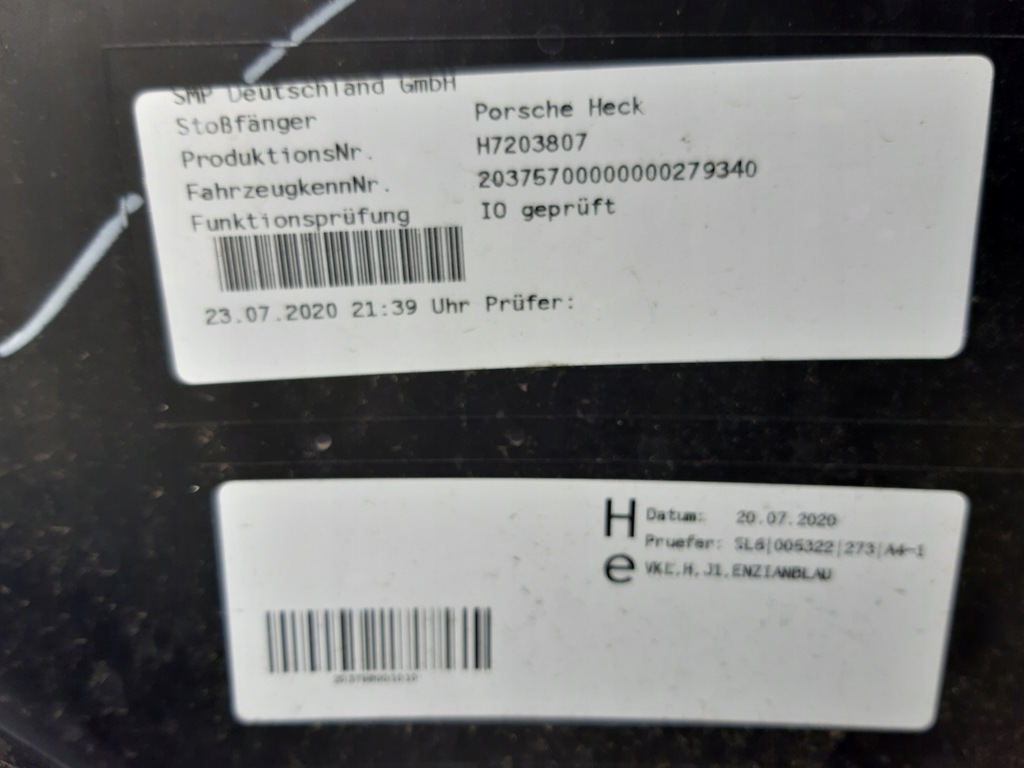 SMP Deutschland GmbH
Stoßfänger Porsche Heck
ProduktionsNr. H7203807
FahrzeugkennNr. 20375700000000279340
Funktionsprüfung IO geprüft
23.07.2020 21:39 Uhr Prüfer:
H Datum: 20.07.2020
Pruefer: SL6|006322|273|A4-1
e VKE.H.J1.ENZIANBLAU